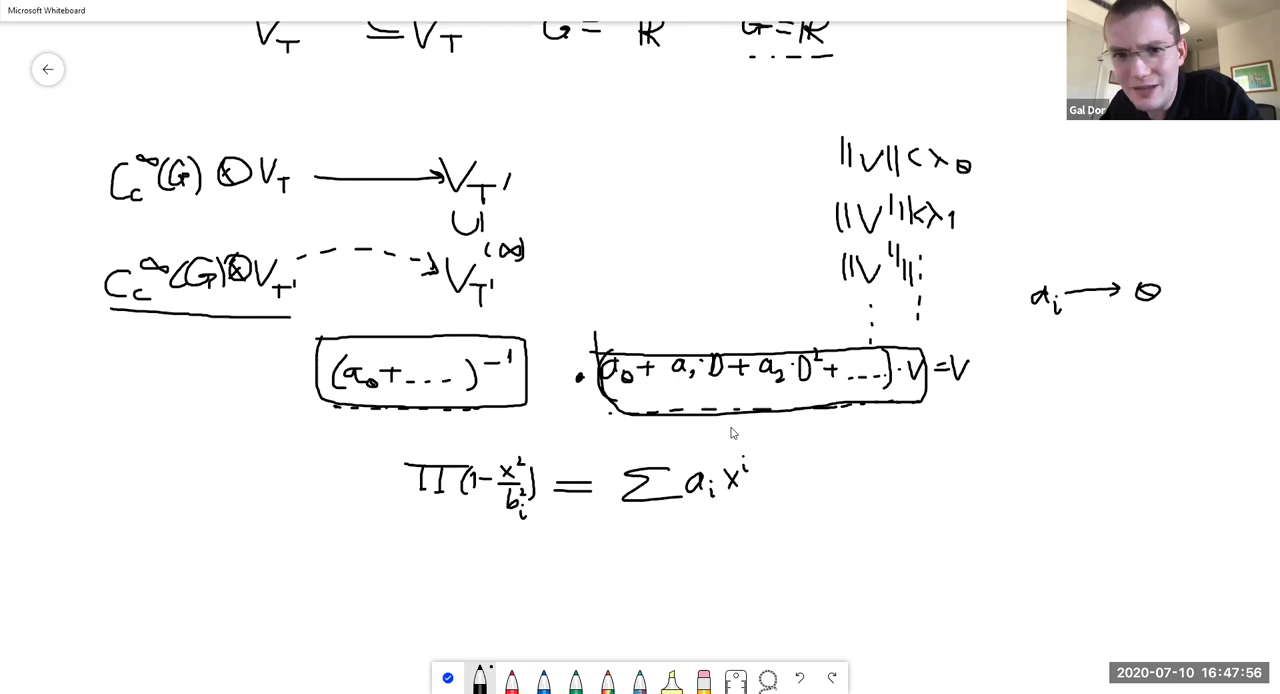 Microsoft Whiteboard
V_T ≅ V_T G = ℝ G = ℝ
C_c^∞(G) ⊗ V_T ⟶ V_T'
∪
C_c^∞(G) ⊗ V_T' ⇢ V_T'^(∞)
||V|| < λ_0
||V'|| < λ_1
||V''||
⋮ ⋮
a_i ⟶ 0
(a_0 + ....)^{-1} · (a_0 + a_1·D + a_2·D^2 + ....)·V = V
∏(1 - x^2/b_i^2) = ∑ a_i x^i
Gal Dor
2020-07-10 16:47:56